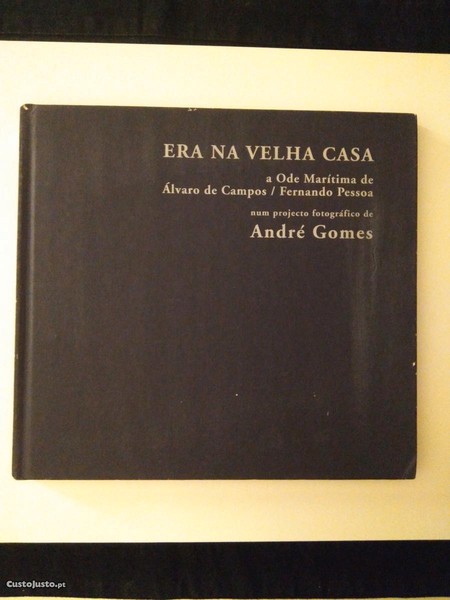 ERA NA VELHA CASA
a Ode Marítima de
Álvaro de Campos / Fernando Pessoa
num projecto fotográfico de
André Gomes
CustoJusto.pt